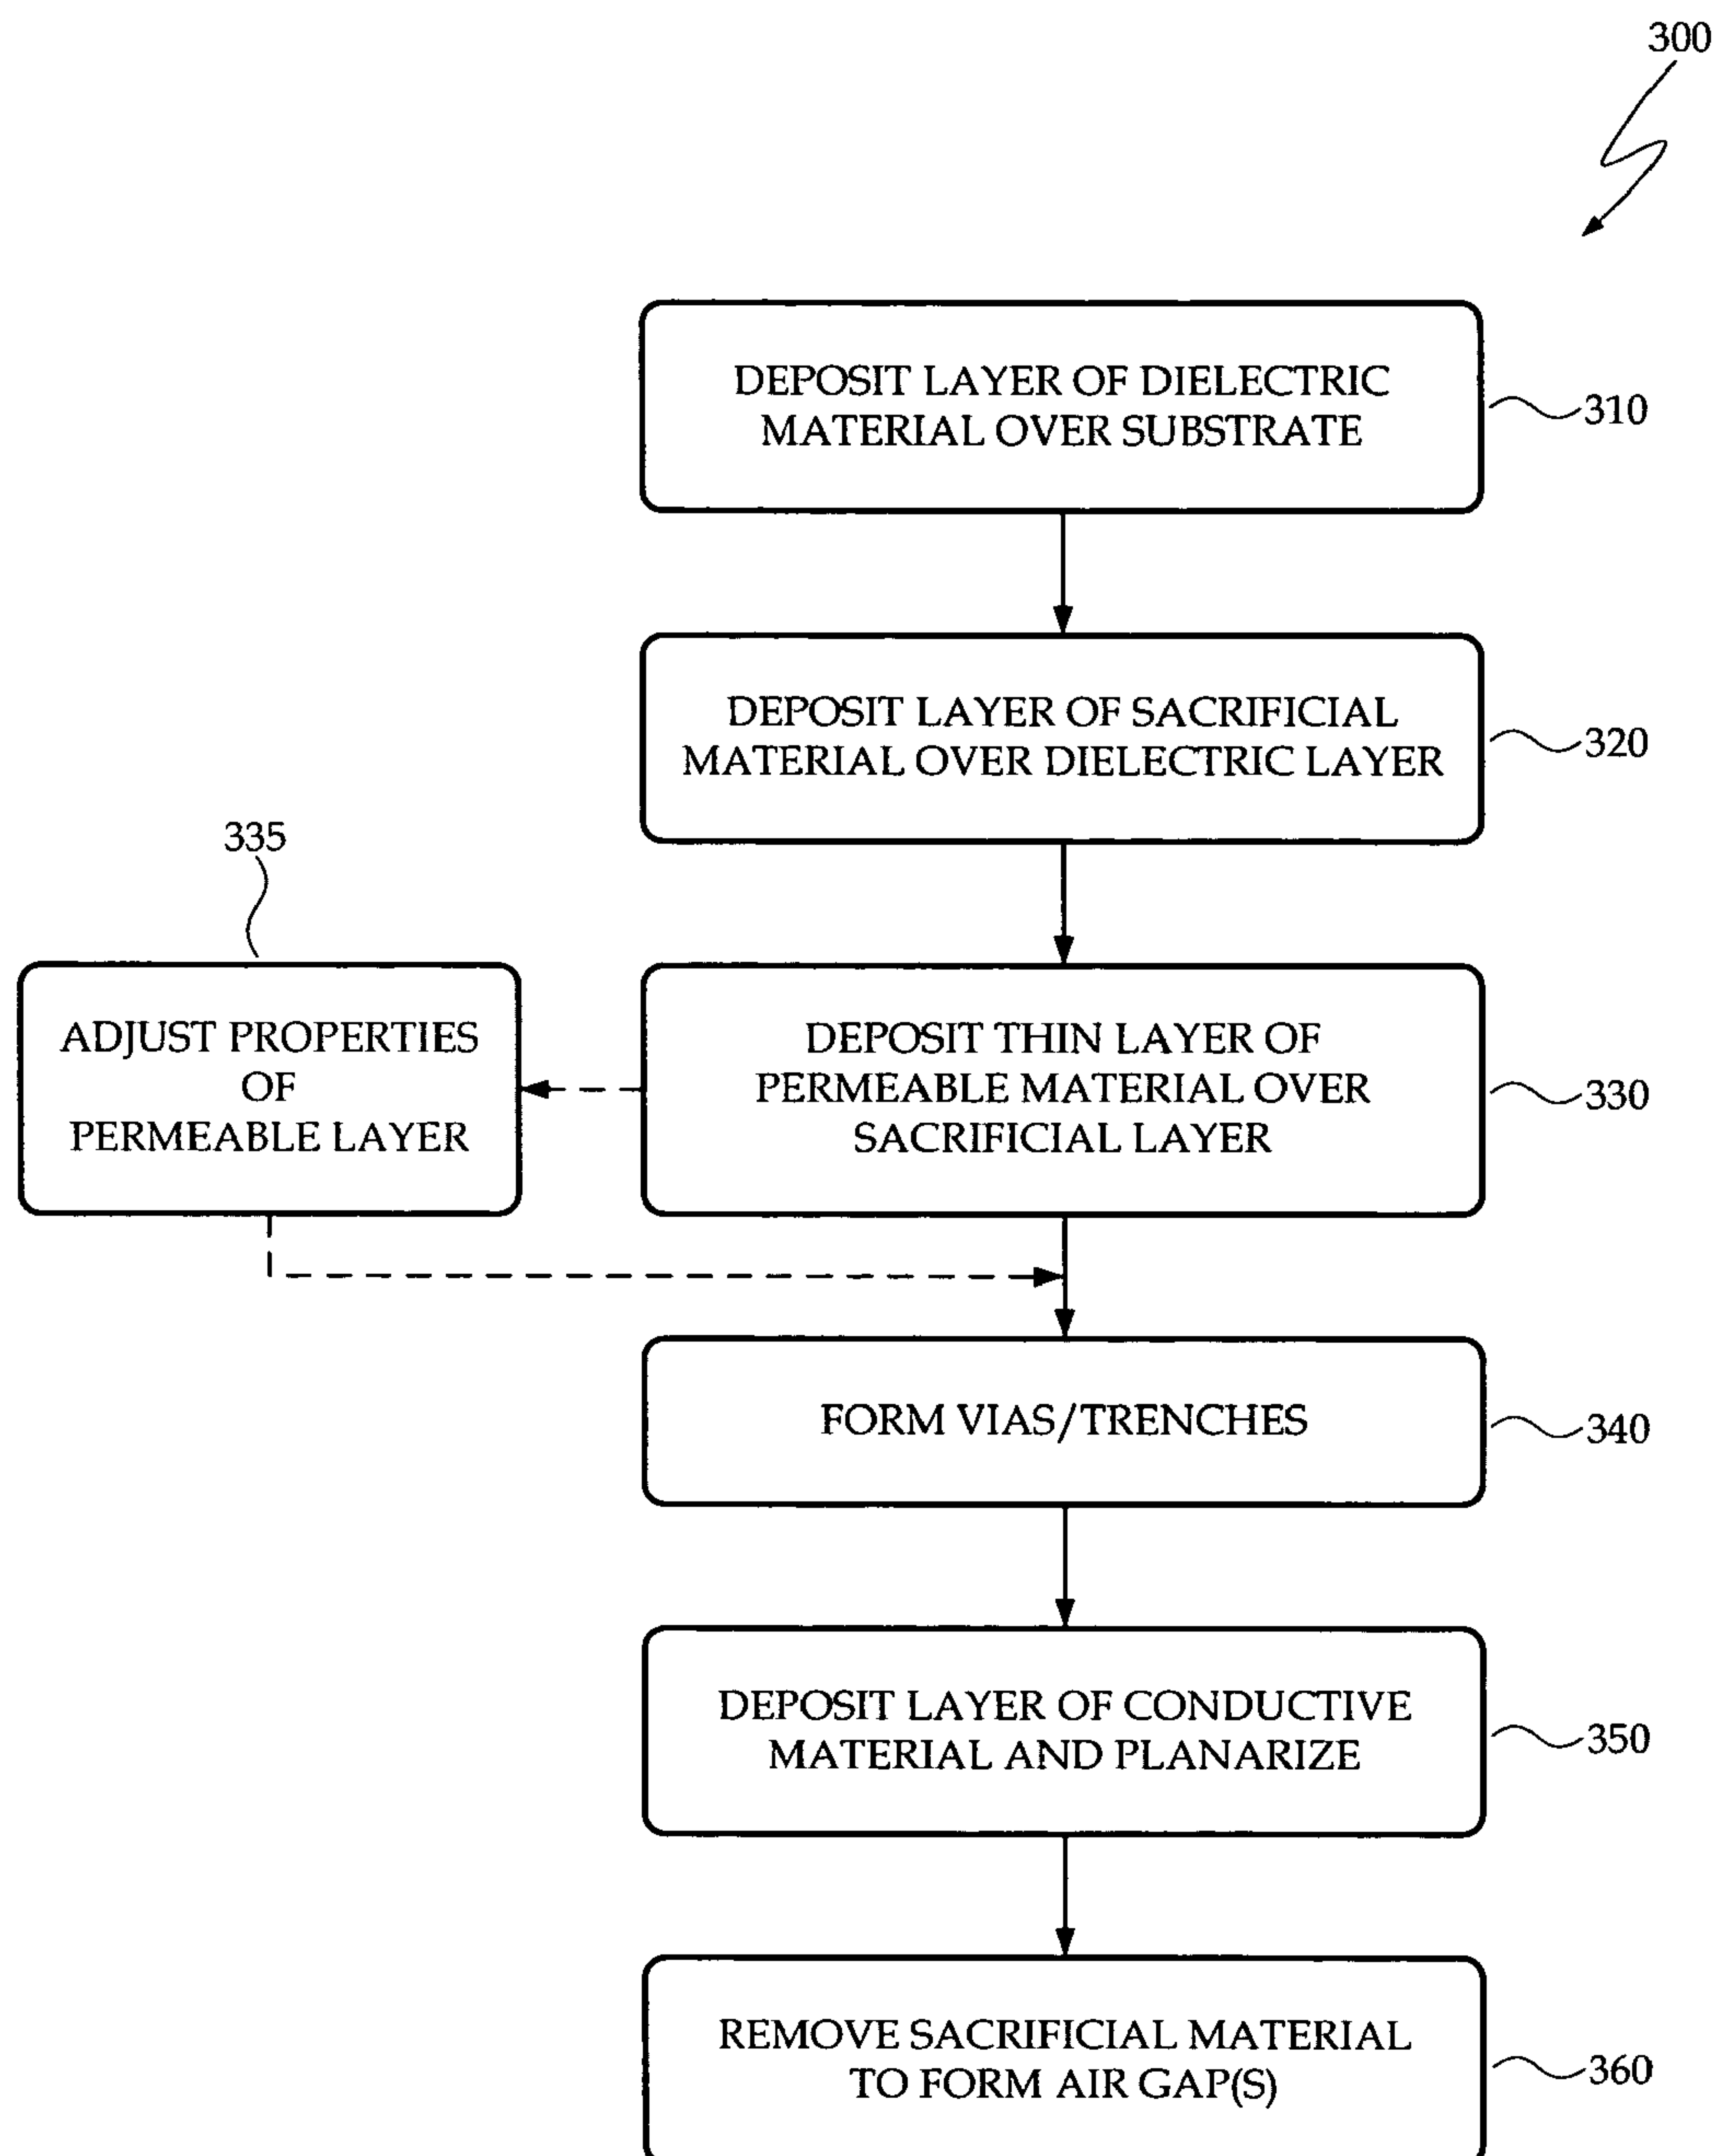 300
DEPOSIT LAYER OF DIELECTRIC
MATERIAL OVER SUBSTRATE
310
DEPOSIT LAYER OF SACRIFICIAL
MATERIAL OVER DIELECTRIC LAYER
320
335
ADJUST PROPERTIES
OF
PERMEABLE LAYER
DEPOSIT THIN LAYER OF
PERMEABLE MATERIAL OVER
SACRIFICIAL LAYER
330
FORM VIAS/TRENCHES
340
DEPOSIT LAYER OF CONDUCTIVE
MATERIAL AND PLANARIZE
350
REMOVE SACRIFICIAL MATERIAL
TO FORM AIR GAP(S)
360